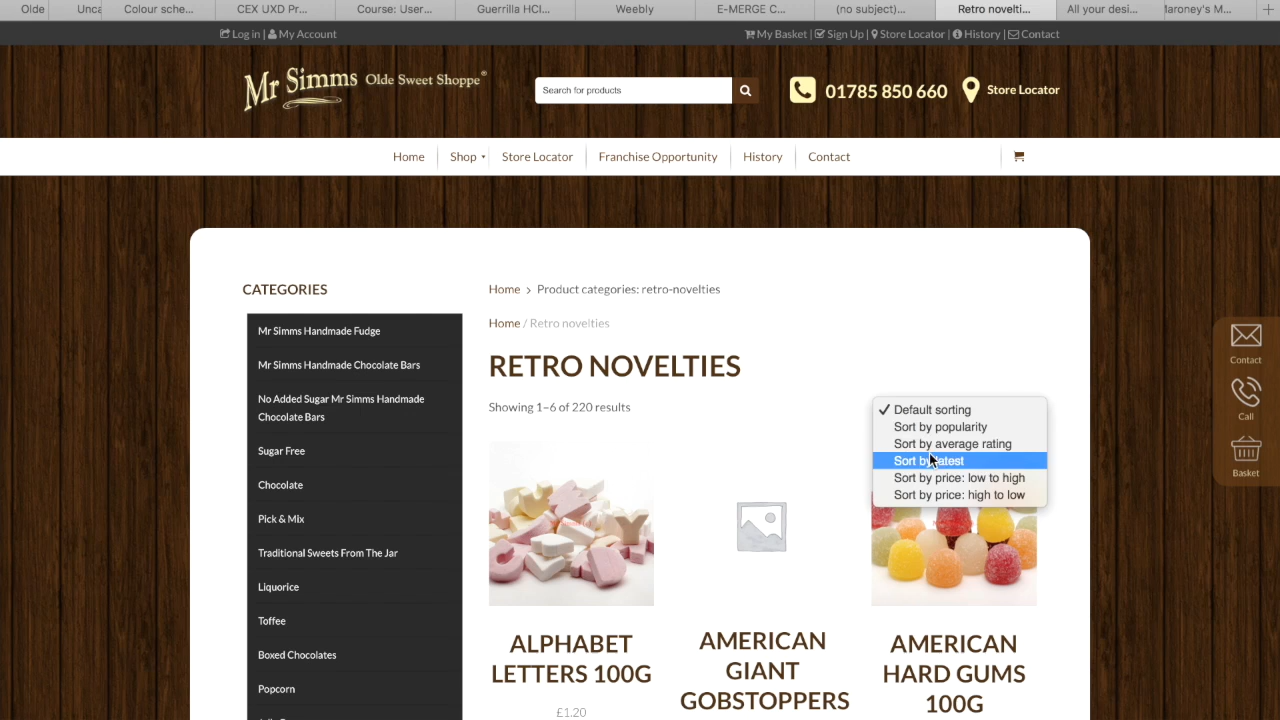 Olde
Unca
Colour sche...
CEX UXD Pr...
Course: User...
Guerrilla HCI...
Weebly
E-MERGE C...
(no subject)...
Retro novelti...
All your desi...
Maroney's M...
Log in | My Account
My Basket | Sign Up | Store Locator | History | Contact
Mr Simms Olde Sweet Shoppe®
Search for products
01785 850 660
Store Locator
Home
Shop
Store Locator
Franchise Opportunity
History
Contact
CATEGORIES
Mr Simms Handmade Fudge
Mr Simms Handmade Chocolate Bars
No Added Sugar Mr Simms Handmade
Chocolate Bars
Sugar Free
Chocolate
Pick & Mix
Traditional Sweets From The Jar
Liquorice
Toffee
Boxed Chocolates
Popcorn
Home > Product categories: retro-novelties
Home / Retro novelties
RETRO NOVELTIES
Showing 1–6 of 220 results
✓ Default sorting
Sort by popularity
Sort by average rating
Sort by latest
Sort by price: low to high
Sort by price: high to low
ALPHABET
LETTERS 100G
£1.20
AMERICAN
GIANT
GOBSTOPPERS
AMERICAN
HARD GUMS
100G
Contact
Call
Basket